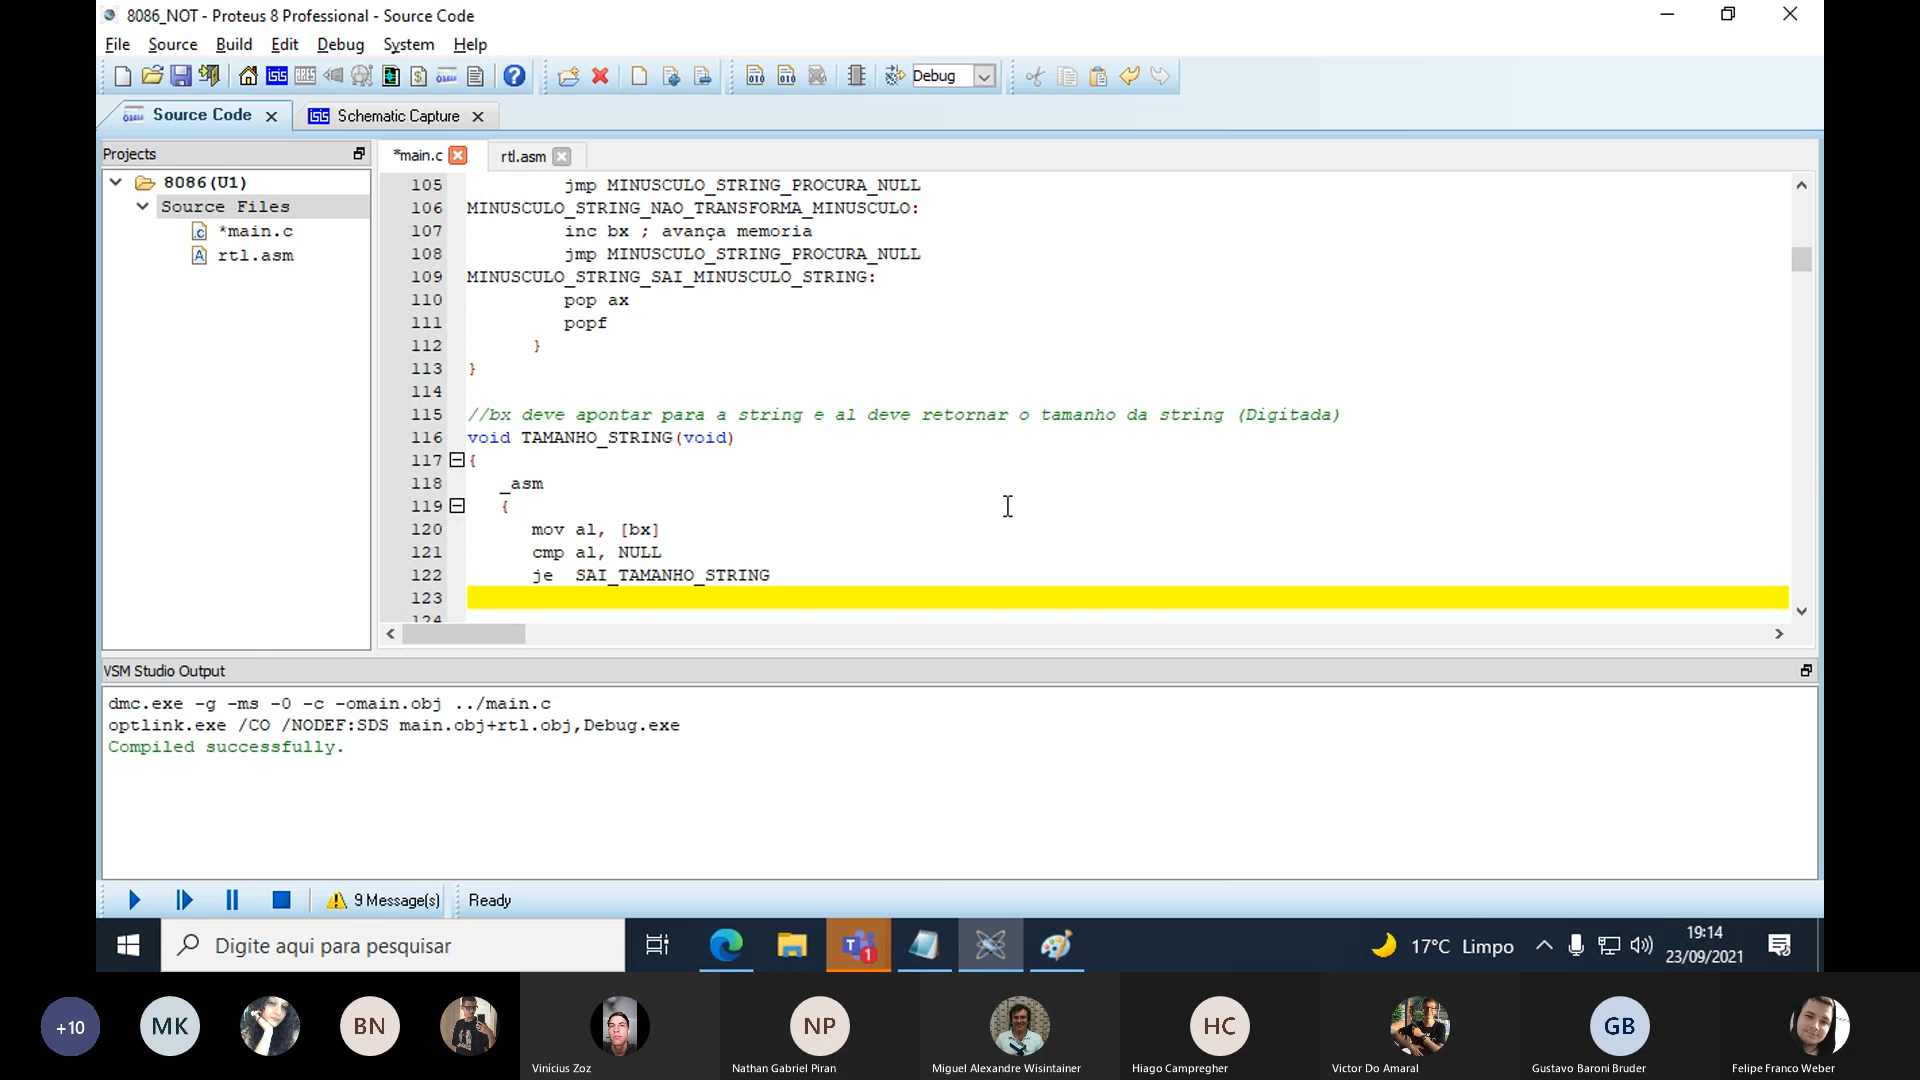 8086_NOT - Proteus 8 Professional - Source Code
File Source Build Edit Debug System Help
Debug
Source Code Schematic Capture
Projects
*main.c rtl.asm
8086(U1)
Source Files
*main.c
rtl.asm
105 jmp MINUSCULO_STRING_PROCURA_NULL
106 MINUSCULO_STRING_NAO_TRANSFORMA_MINUSCULO:
107 inc bx ; avança memoria
108 jmp MINUSCULO_STRING_PROCURA_NULL
109 MINUSCULO_STRING_SAI_MINUSCULO_STRING:
110 pop ax
111 popf
112 }
113 }
114
115 //bx deve apontar para a string e al deve retornar o tamanho da string (Digitada)
116 void TAMANHO_STRING(void)
117 {
118 _asm
119 {
120 mov al, [bx]
121 cmp al, NULL
122 je SAI_TAMANHO_STRING
123
124
VSM Studio Output
dmc.exe -g -ms -0 -c -omain.obj ../main.c
optlink.exe /CO /NODEF:SDS main.obj+rtl.obj,Debug.exe
Compiled successfully.
9 Message(s) Ready
Digite aqui para pesquisar
17°C Limpo
19:14
23/09/2021
+10 MK BN NP HC GB
Vinícius Zoz Nathan Gabriel Piran Miguel Alexandre Wisintainer Hiago Campregher Victor Do Amaral Gustavo Baroni Bruder Felipe Franco Weber